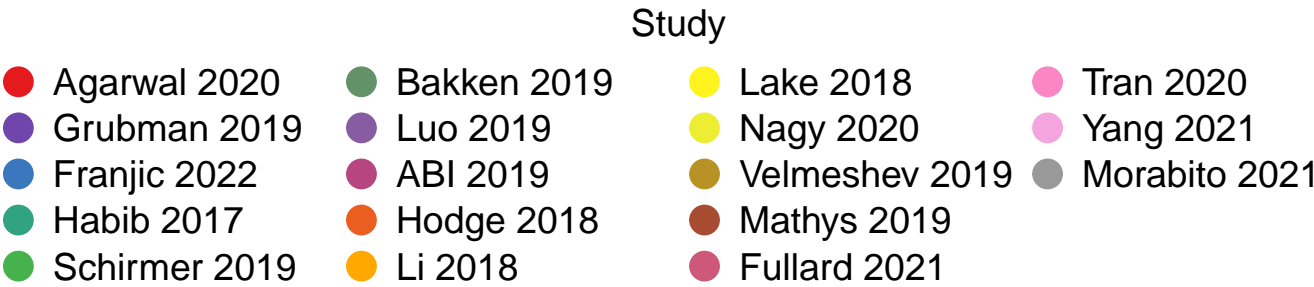 Study
Agarwal 2020
Grubman 2019
Franjic 2022
Habib 2017
Schirmer 2019
Bakken 2019
Luo 2019
ABI 2019
Hodge 2018
Li 2018
Lake 2018
Nagy 2020
Velmeshev 2019
Mathys 2019
Fullard 2021
Tran 2020
Yang 2021
Morabito 2021